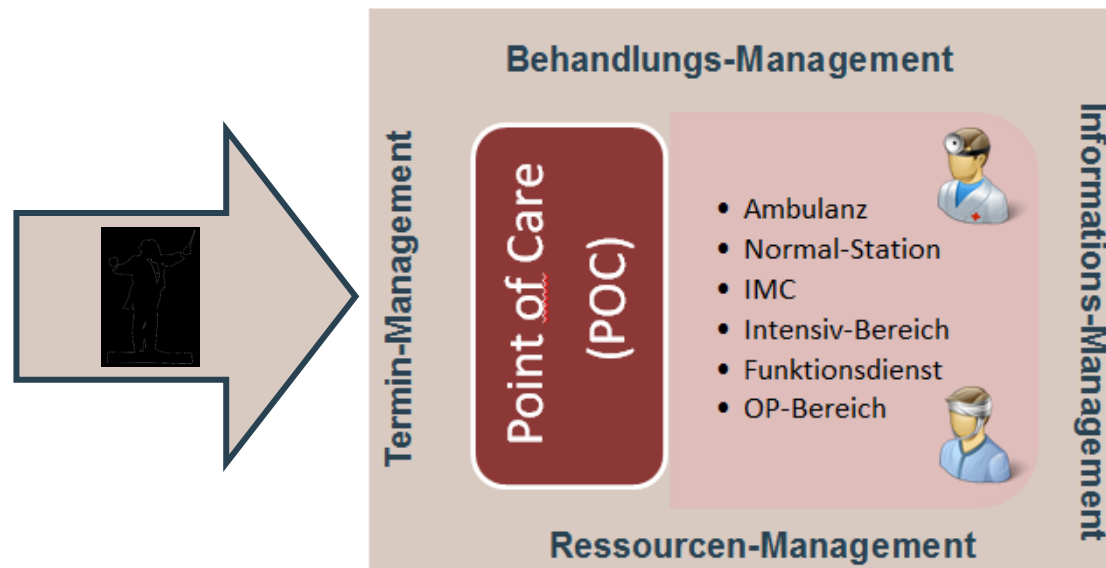 Behandlungs-Management
Termin-Management
Point of Care
(POC)
• Ambulanz
• Normal-Station
• IMC
• Intensiv-Bereich
• Funktionsdienst
• OP-Bereich
Informations-Management
Ressourcen-Management